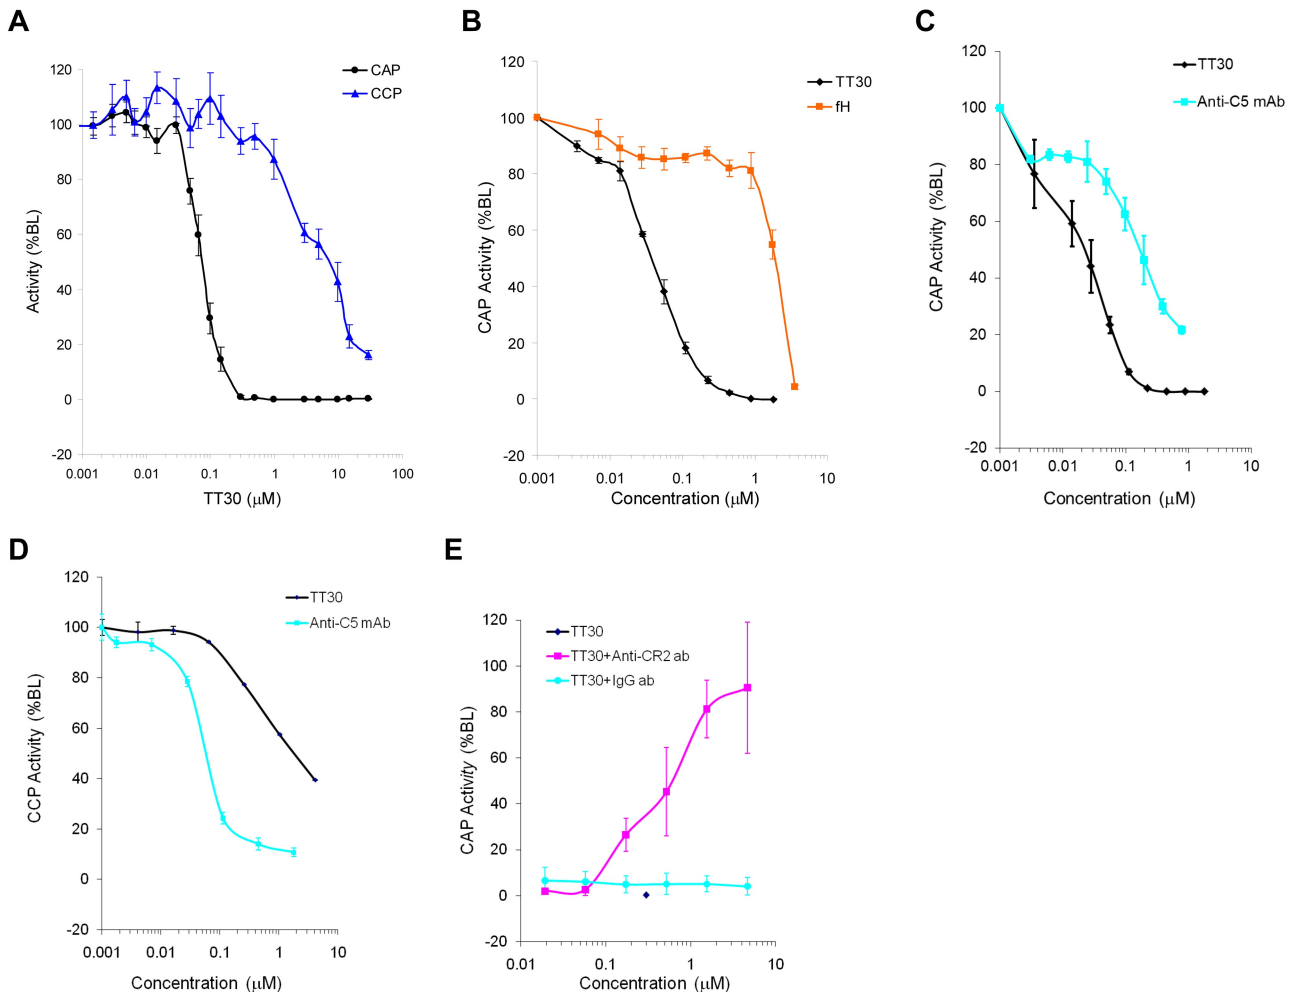 A
CAP
CCP
120
100
80
60
40
20
0
-20
Activity (%BL)
0.001 0.01 0.1 1 10 100
TT30 (μM)
B
TT30
fH
120
100
80
60
40
20
0
-20
CAP Activity (%BL)
0.001 0.01 0.1 1 10
Concentration (μM)
C
TT30
Anti-C5 mAb
120
100
80
60
40
20
0
-20
CAP Activity (%BL)
0.001 0.01 0.1 1 10
Concentration (μM)
D
TT30
Anti-C5 mAb
120
100
80
60
40
20
0
-20
CCP Activity (%BL)
0.001 0.01 0.1 1 10
Concentration (μM)
E
TT30
TT30+Anti-CR2 ab
TT30+IgG ab
120
100
80
60
40
20
0
-20
CAP Activity (%BL)
0.01 0.1 1 10
Concentration (μM)